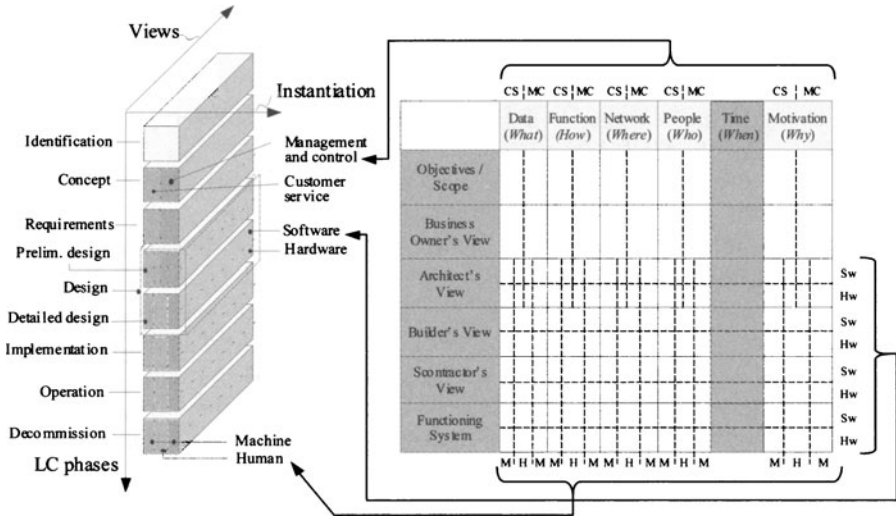 Views
Instantiation
Identification
Management
and control
Concept
Customer
service
Requirements
Software
Hardware
Prelim. design
Design
Detailed design
Implementation
Operation
Decommission
Machine
Human
LC phases
CS MC CS MC CS MC CS MC CS MC
Data Function Network People Time Motivation
(What) (How) (Where) (Who) (When) (Why)
Objectives /
Scope
Business
Owner's View
Architect's
View
Sw
Hw
Builder's View
Sw
Hw
Scontractor's
View
Sw
Hw
Functioning
System
Sw
Hw
M H M M H M M H M M H M M H M